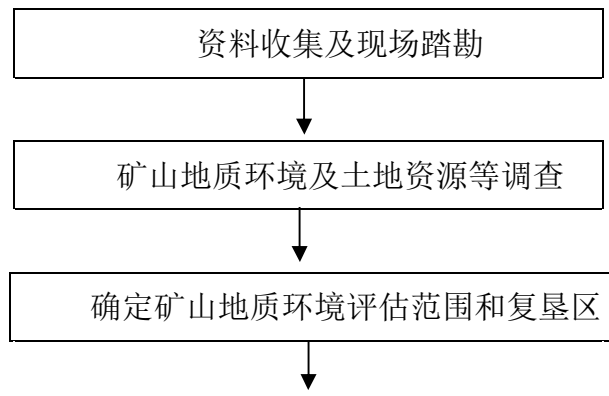 资料收集及现场踏勘
矿山地质环境及土地资源等调查
确定矿山地质环境评估范围和复垦区